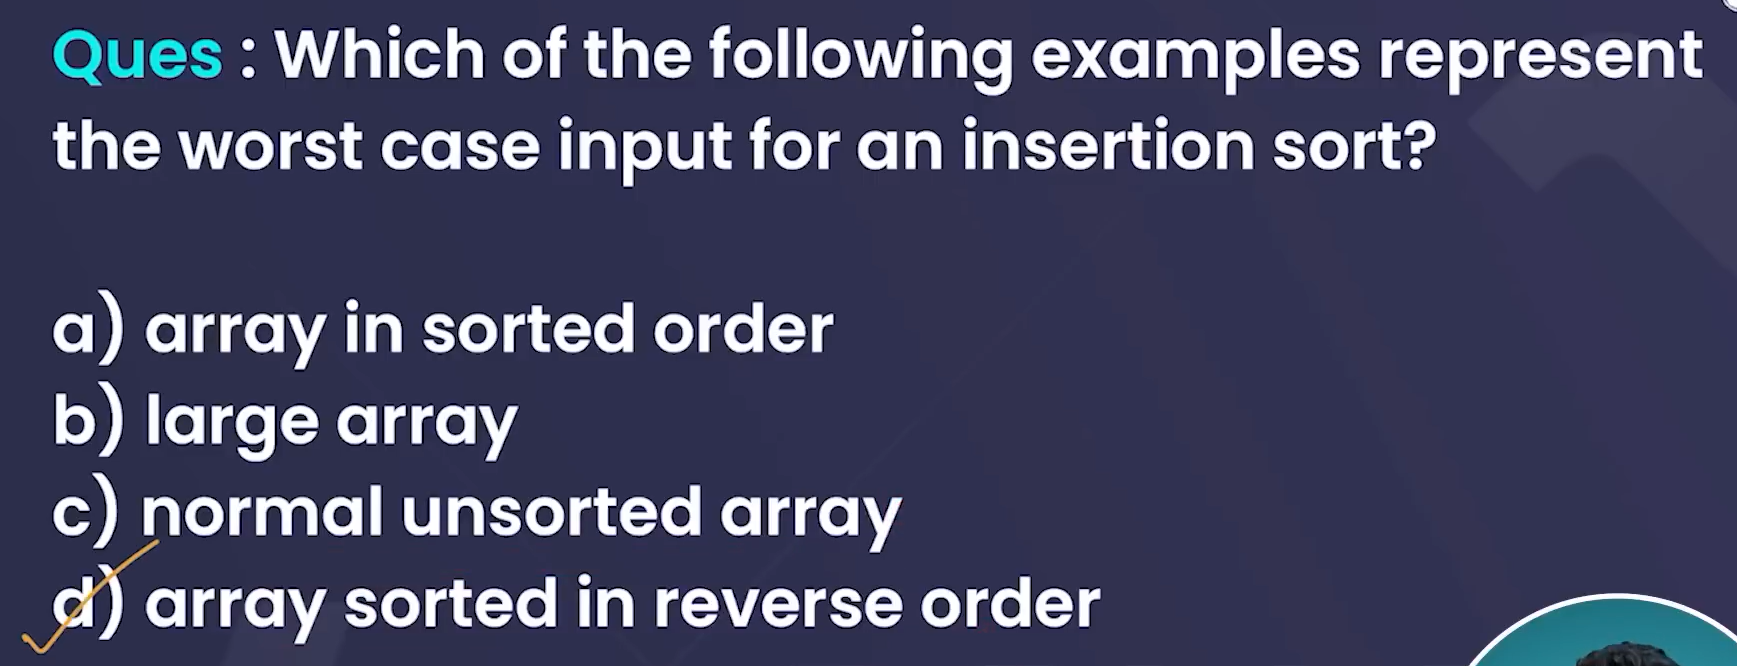 Ques : Which of the following examples represent
the worst case input for an insertion sort?
a) array in sorted order
b) large array
c) normal unsorted array
d) array sorted in reverse order